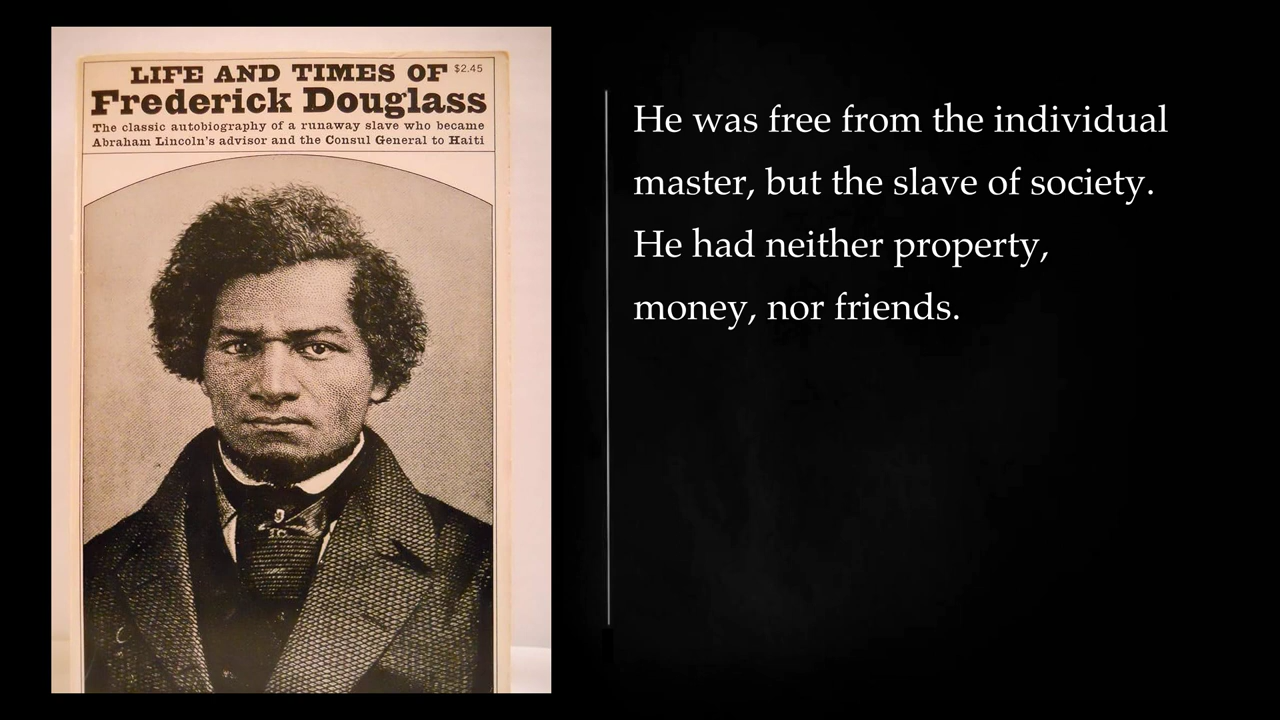 LIFE AND TIMES OF $2.45
Frederick Douglass
The classic autobiography of a runaway slave who became
Abraham Lincoln's advisor and the Consul General to Haiti
He was free from the individual
master, but the slave of society.
He had neither property,
money, nor friends.